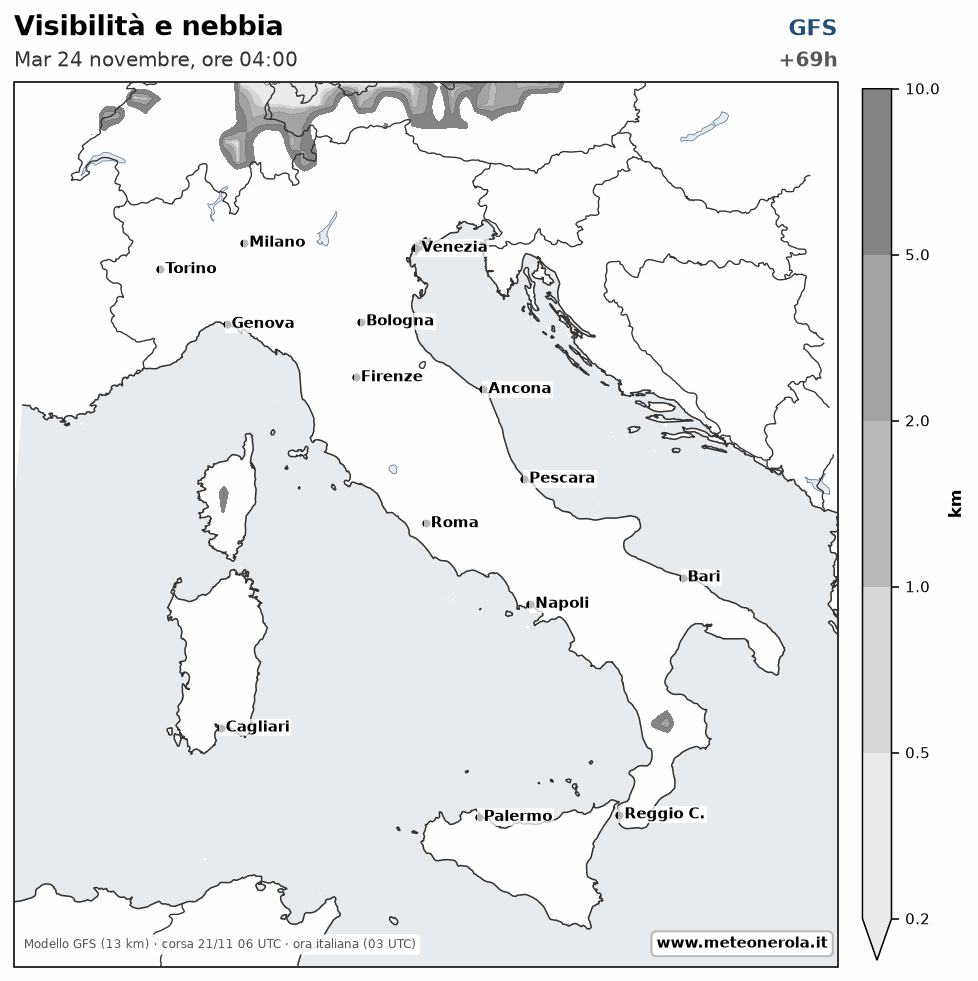 Visibilità e nebbia
GFS
Mar 24 novembre, ore 04:00
+69h
10.0
5.0
2.0
1.0
0.5
0.2
km
Milano
Venezia
Torino
Genova
Bologna
Firenze
Ancona
Pescara
Roma
Bari
Napoli
Cagliari
Palermo
Reggio C.
Modello GFS (13 km) · corsa 21/11 06 UTC · ora italiana (03 UTC)
www.meteonerola.it